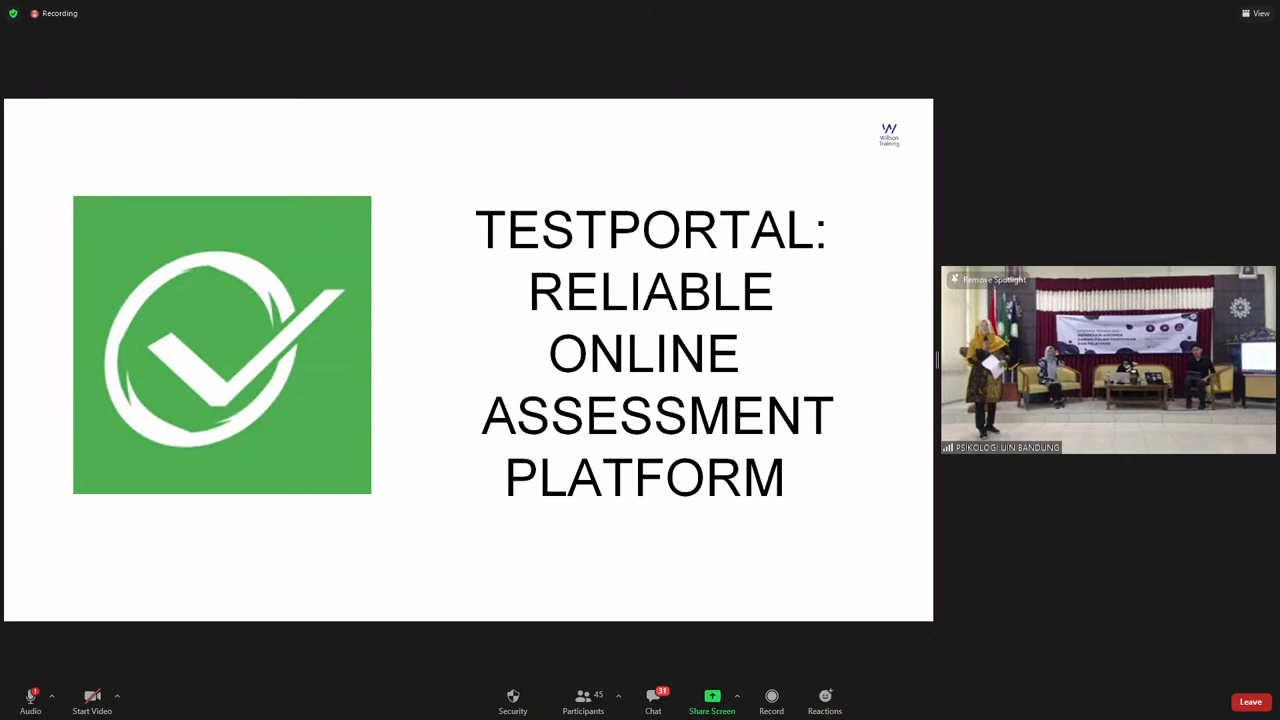 Recording
View
W
Willson
Training
TESTPORTAL:
RELIABLE
ONLINE
ASSESSMENT
PLATFORM
Remove Spotlight
PSIKOLOGI UIN BANDUNG
Audio
Start Video
Security
45
Participants
31
Chat
Share Screen
Record
Reactions
Leave